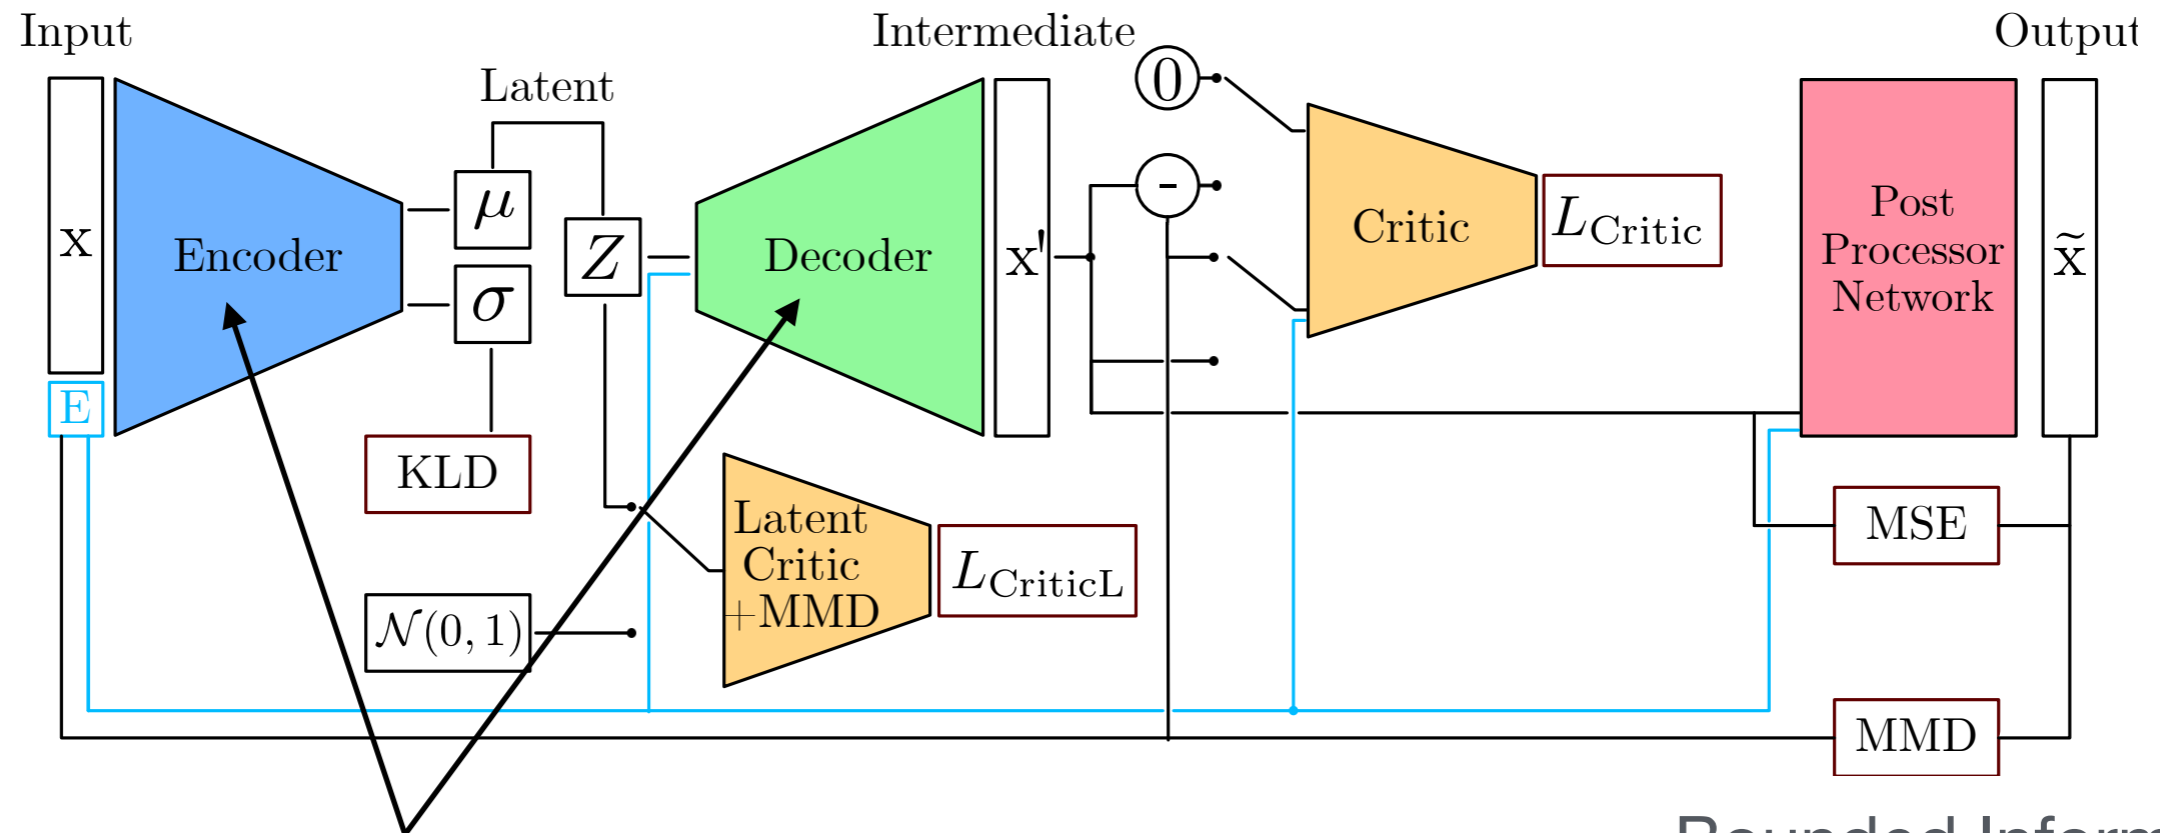 Input
Intermediate
Output
Latent
0
x
Encoder
μ
σ
Z
Decoder
x'
-
Critic
L_Critic
Post
Processor
Network
x̃
E
KLD
Latent
Critic
+MMD
L_CriticL
MSE
𝒩(0, 1)
MMD